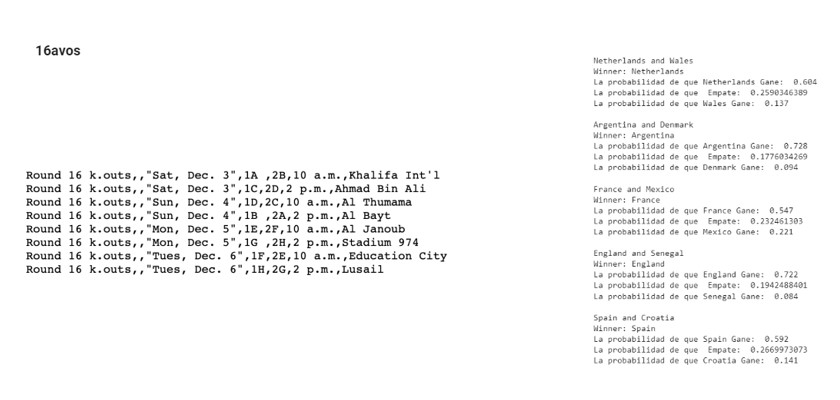 16avos
Round 16 k.outs,,"Sat, Dec. 3",1A ,2B,10 a.m.,Khalifa Int'l
Round 16 k.outs,,"Sat, Dec. 3",1C,2D,2 p.m.,Ahmad Bin Ali
Round 16 k.outs,,"Sun, Dec. 4",1D,2C,10 a.m.,Al Thumama
Round 16 k.outs,,"Sun, Dec. 4",1B ,2A,2 p.m.,Al Bayt
Round 16 k.outs,,"Mon, Dec. 5",1E,2F,10 a.m.,Al Janoub
Round 16 k.outs,,"Mon, Dec. 5",1G ,2H,2 p.m.,Stadium 974
Round 16 k.outs,,"Tues, Dec. 6",1F,2E,10 a.m.,Education City
Round 16 k.outs,,"Tues, Dec. 6",1H,2G,2 p.m.,Lusail
Netherlands and Wales
Winner: Netherlands
La probabilidad de que Netherlands Gane:  0.604
La probabilidad de que  Empate:  0.2590346389
La probabilidad de que Wales Gane:  0.137
Argentina and Denmark
Winner: Argentina
La probabilidad de que Argentina Gane:  0.728
La probabilidad de que  Empate:  0.1776034269
La probabilidad de que Denmark Gane:  0.094
France and Mexico
Winner: France
La probabilidad de que France Gane:  0.547
La probabilidad de que  Empate:  0.232461303
La probabilidad de que Mexico Gane:  0.221
England and Senegal
Winner: England
La probabilidad de que England Gane:  0.722
La probabilidad de que  Empate:  0.1942488401
La probabilidad de que Senegal Gane:  0.084
Spain and Croatia
Winner: Spain
La probabilidad de que Spain Gane:  0.592
La probabilidad de que  Empate:  0.2669973073
La probabilidad de que Croatia Gane:  0.141